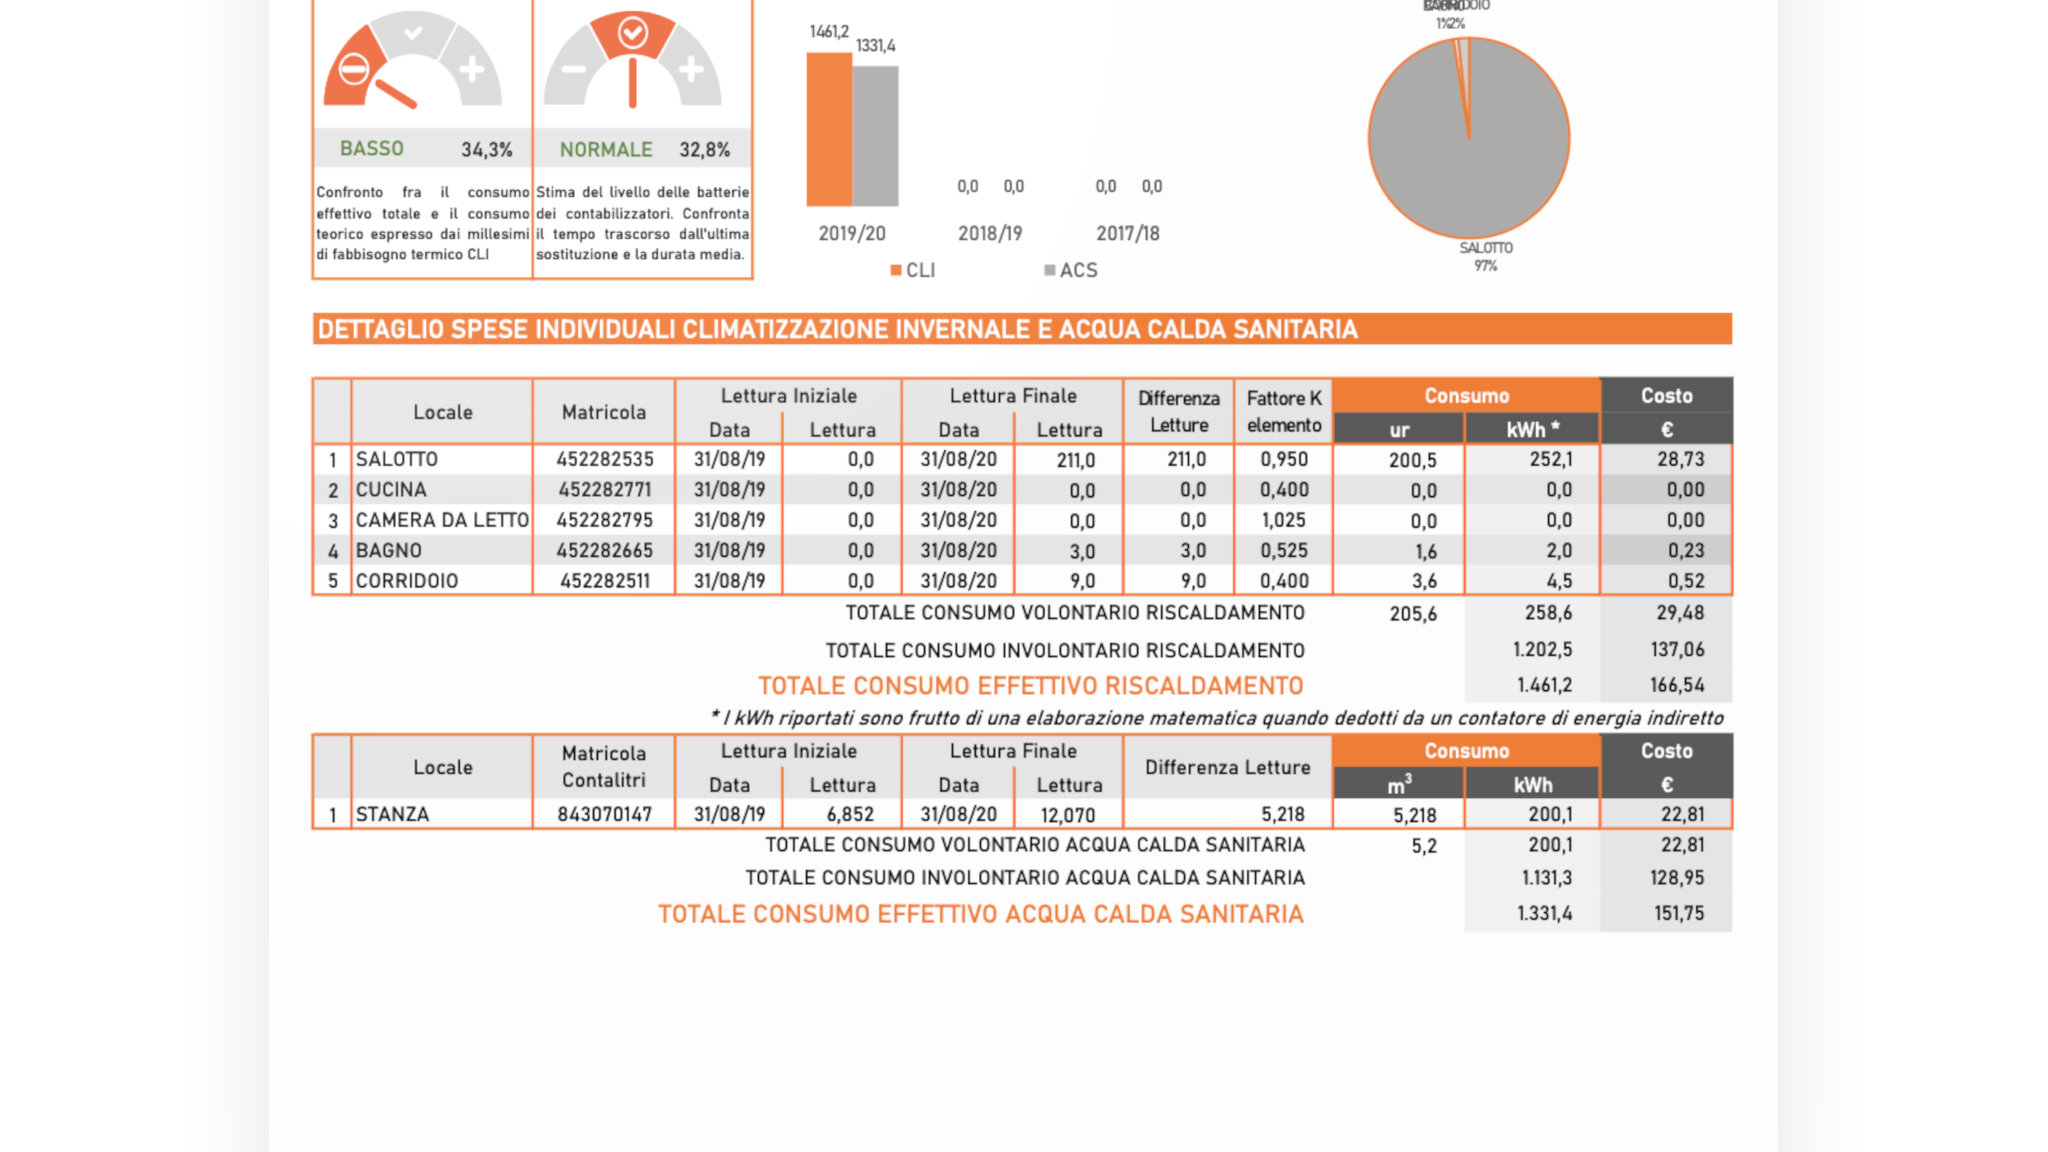 CORRIDOIO
1%2%
1461,2
1331,4
BASSO 34,3%
NORMALE 32,8%
Confronto fra il consumo
effettivo totale e il consumo
teorico espresso dai millesimi
di fabbisogno termico CLI
Stima del livello delle batterie
dei contabilizzatori. Confronta
il tempo trascorso dall'ultima
sostituzione e la durata media.
0,0 0,0 0,0 0,0
2019/20 2018/19 2017/18
CLI ACS
SALOTTO
97%
DETTAGLIO SPESE INDIVIDUALI CLIMATIZZAZIONE INVERNALE E ACQUA CALDA SANITARIA
Locale Matricola Lettura Iniziale Lettura Finale Differenza Letture Fattore K elemento Consumo Costo
Data Lettura Data Lettura ur kWh * €
1 SALOTTO 452282535 31/08/19 0,0 31/08/20 211,0 211,0 0,950 200,5 252,1 28,73
2 CUCINA 452282771 31/08/19 0,0 31/08/20 0,0 0,0 0,400 0,0 0,0 0,00
3 CAMERA DA LETTO 452282795 31/08/19 0,0 31/08/20 0,0 0,0 1,025 0,0 0,0 0,00
4 BAGNO 452282665 31/08/19 0,0 31/08/20 3,0 3,0 0,525 1,6 2,0 0,23
5 CORRIDOIO 452282511 31/08/19 0,0 31/08/20 9,0 9,0 0,400 3,6 4,5 0,52
TOTALE CONSUMO VOLONTARIO RISCALDAMENTO 205,6 258,6 29,48
TOTALE CONSUMO INVOLONTARIO RISCALDAMENTO 1.202,5 137,06
TOTALE CONSUMO EFFETTIVO RISCALDAMENTO 1.461,2 166,54
* I kWh riportati sono frutto di una elaborazione matematica quando dedotti da un contatore di energia indiretto
Locale Matricola Contalitri Lettura Iniziale Lettura Finale Differenza Letture Consumo Costo
Data Lettura Data Lettura m³ kWh €
1 STANZA 843070147 31/08/19 6,852 31/08/20 12,070 5,218 5,218 200,1 22,81
TOTALE CONSUMO VOLONTARIO ACQUA CALDA SANITARIA 5,2 200,1 22,81
TOTALE CONSUMO INVOLONTARIO ACQUA CALDA SANITARIA 1.131,3 128,95
TOTALE CONSUMO EFFETTIVO ACQUA CALDA SANITARIA 1.331,4 151,75